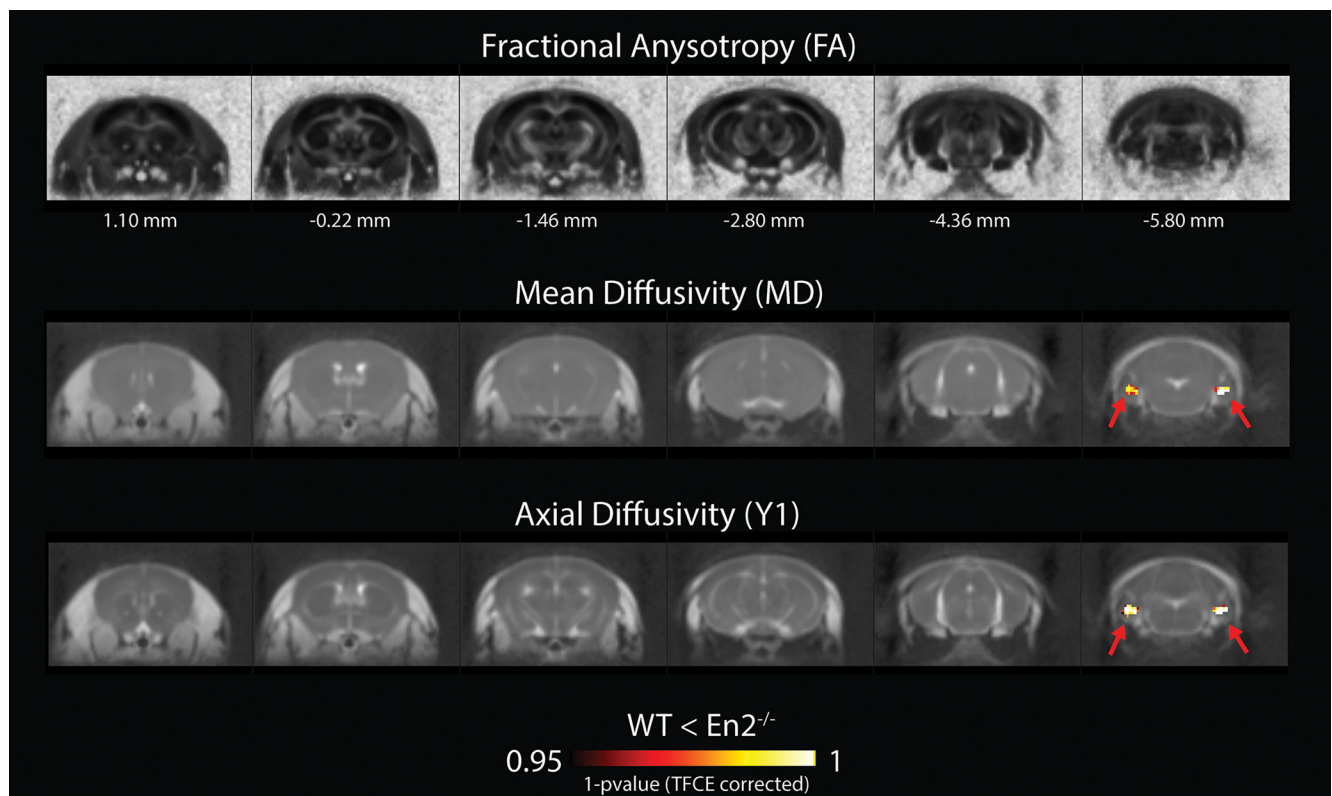 Fractional Anysotropy (FA)
1.10 mm -0.22 mm -1.46 mm -2.80 mm -4.36 mm -5.80 mm
Mean Diffusivity (MD)
Axial Diffusivity (Y1)
WT < En2-/-
0.95 1
1-pvalue (TFCE corrected)